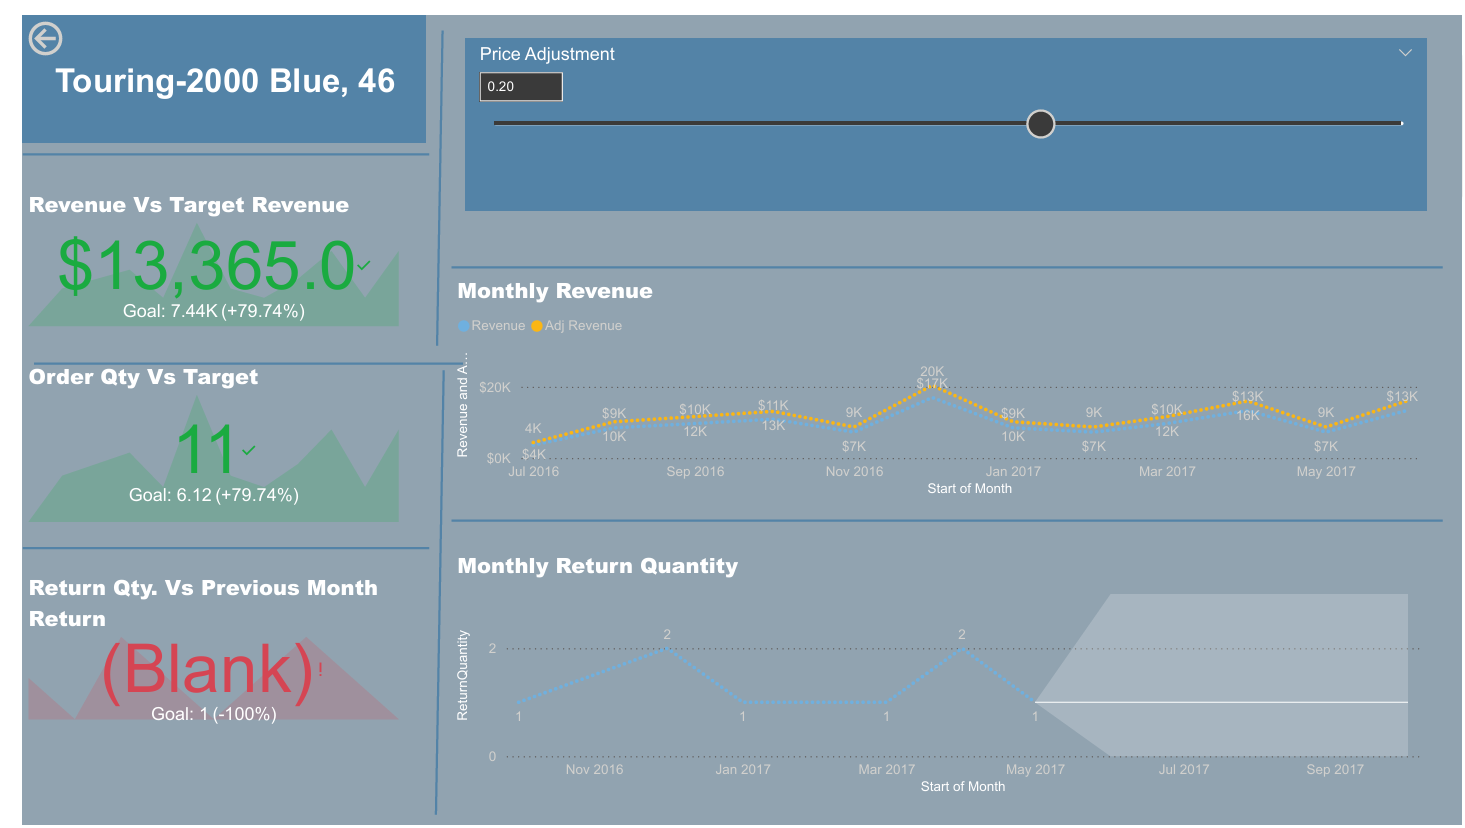 Touring-2000 Blue, 46
Price Adjustment
0.20
Revenue Vs Target Revenue
$13,365.0
Goal: 7.44K (+79.74%)
Order Qty Vs Target
11
Goal: 6.12 (+79.74%)
Return Qty. Vs Previous Month
Return
(Blank)!
Goal: 1 (-100%)
Monthly Revenue
Revenue Adj Revenue
Revenue and A...
$20K
$0K
4K $9K $10K $11K 9K 20K $9K 9K $10K $13K 9K $13K
$4K 10K 12K 13K $7K $17K 10K $7K 12K 16K $7K
Jul 2016 Sep 2016 Nov 2016 Jan 2017 Mar 2017 May 2017
Start of Month
Monthly Return Quantity
ReturnQuantity
2
0
1 2 1 1 2 1
Nov 2016 Jan 2017 Mar 2017 May 2017 Jul 2017 Sep 2017
Start of Month